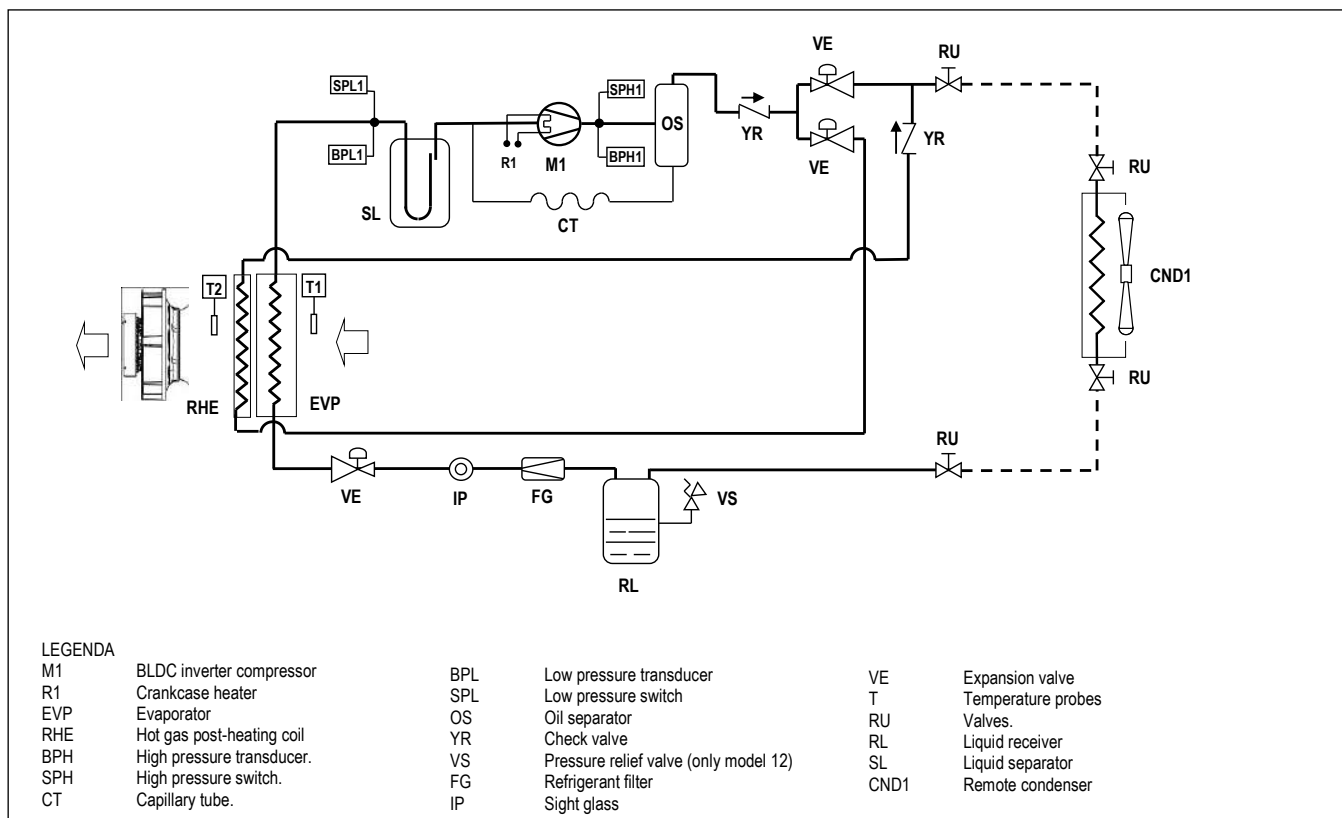 VE
RU
SPL1
SPH1
OS
YR
YR
BPL1
R1
M1
BPH1
VE
RU
SL
CT
T2
T1
CND1
RHE
EVP
RU
RU
VE
IP
FG
VS
RL
LEGENDA
M1 BLDC inverter compressor
R1 Crankcase heater
EVP Evaporator
RHE Hot gas post-heating coil
BPH High pressure transducer.
SPH High pressure switch.
CT Capillary tube.
BPL Low pressure transducer
SPL Low pressure switch
OS Oil separator
YR Check valve
VS Pressure relief valve (only model 12)
FG Refrigerant filter
IP Sight glass
VE Expansion valve
T Temperature probes
RU Valves.
RL Liquid receiver
SL Liquid separator
CND1 Remote condenser